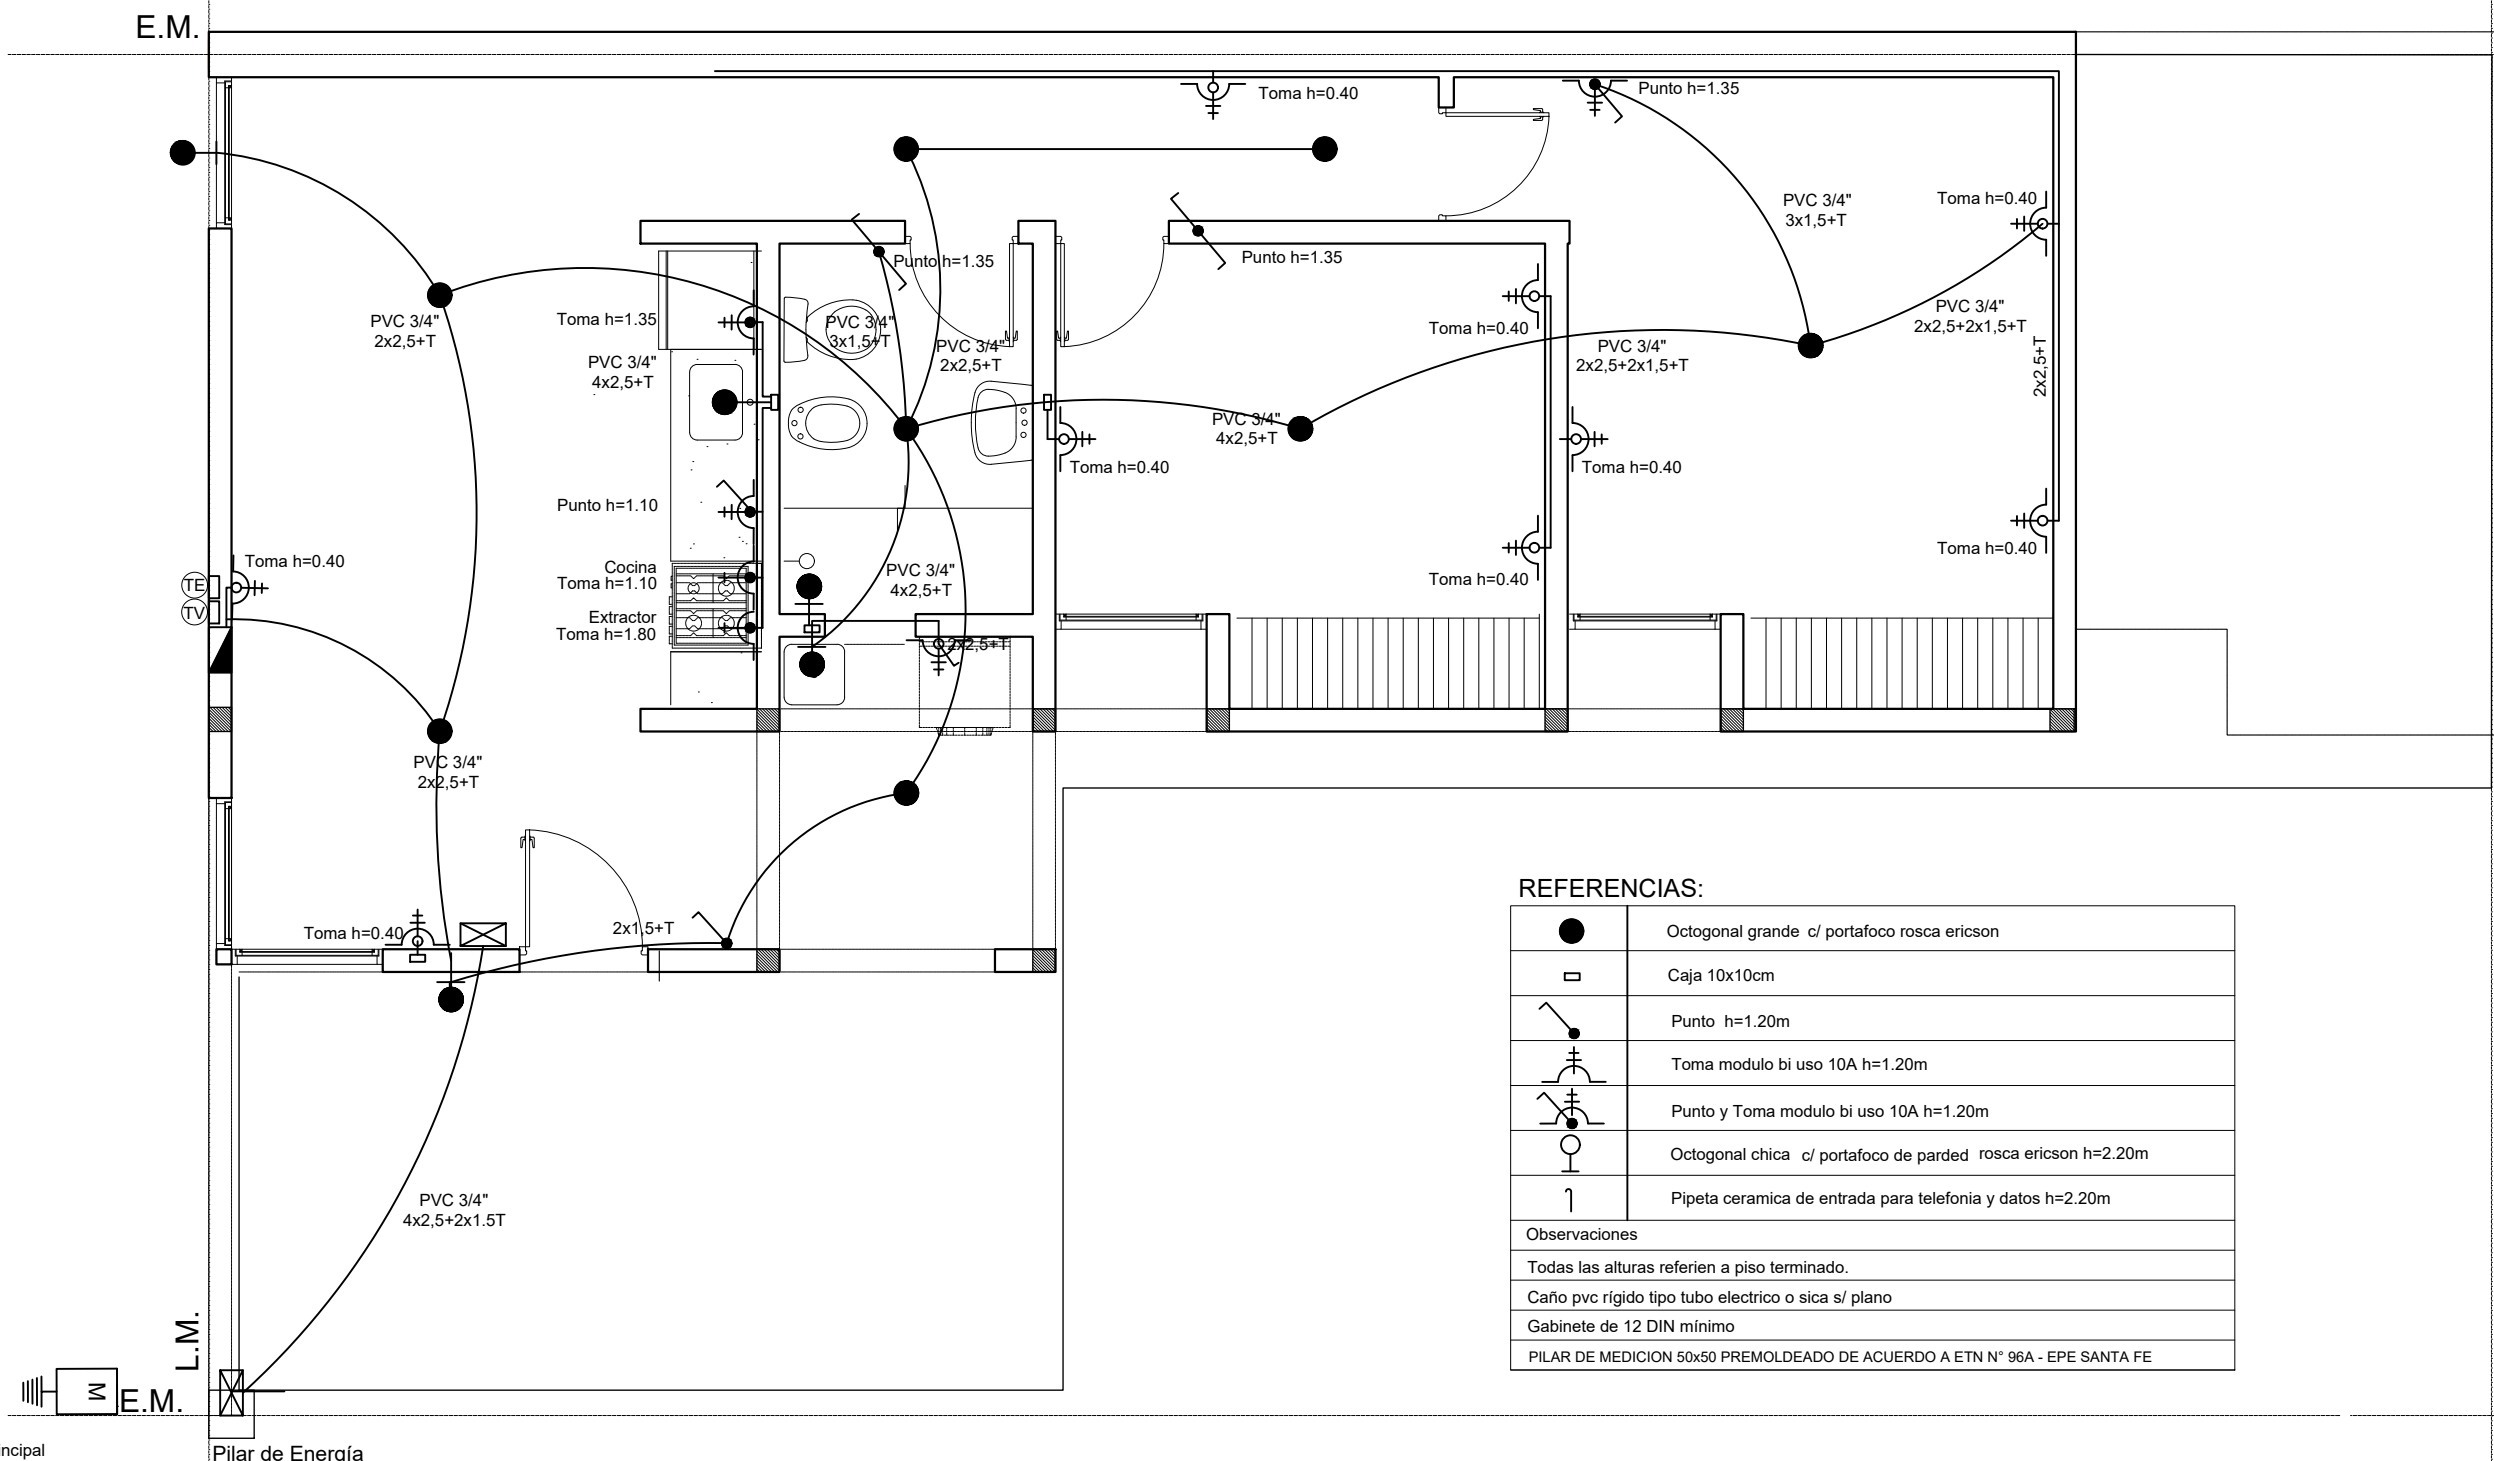 E.M.
Toma h=0.40
Punto h=1.35
PVC 3/4"
3x1,5+T
Toma h=0.40
Punto h=1.35
Punto h=1.35
PVC 3/4"
2x2,5+T
Toma h=1.35
PVC 3/4"
3x1,5+T
PVC 3/4"
2x2,5+T
PVC 3/4"
4x2,5+T
Toma h=0.40
PVC 3/4"
2x2,5+2x1,5+T
PVC 3/4"
2x2,5+2x1,5+T
2x2,5+T
PVC 3/4"
4x2,5+T
Toma h=0.40
Toma h=0.40
Punto h=1.10
Toma h=0.40
TE
TV
Cocina
Toma h=1.10
Extractor
Toma h=1.80
PVC 3/4"
4x2,5+T
2x2,5+T
Toma h=0.40
Toma h=0.40
PVC 3/4"
2x2,5+T
Toma h=0.40
2x1,5+T
PVC 3/4"
4x2,5+2x1.5T
L.M.
M
E.M.
ncipal
Pilar de Energía
REFERENCIAS:
Octogonal grande c/ portafoco rosca ericson
Caja 10x10cm
Punto h=1.20m
Toma modulo bi uso 10A h=1.20m
Punto y Toma modulo bi uso 10A h=1.20m
Octogonal chica c/ portafoco de parded rosca ericson h=2.20m
Pipeta ceramica de entrada para telefonia y datos h=2.20m
Observaciones
Todas las alturas referien a piso terminado.
Caño pvc rígido tipo tubo electrico o sica s/ plano
Gabinete de 12 DIN mínimo
PILAR DE MEDICION 50x50 PREMOLDEADO DE ACUERDO A ETN N° 96A - EPE SANTA FE